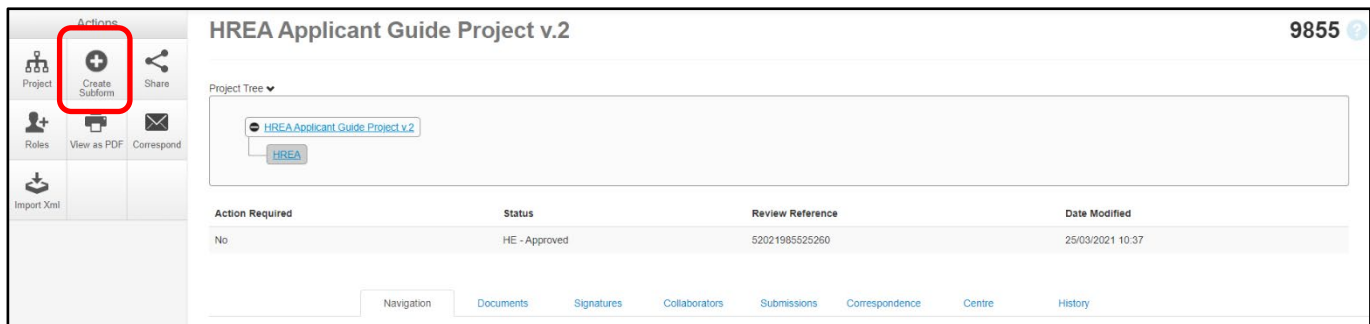 Actions
Project
Create
Subform
Share
Roles
View as PDF
Correspond
Import Xml
HREA Applicant Guide Project v.2
9855 ?
Project Tree
HREA Applicant Guide Project v.2
HREA
Action Required Status Review Reference Date Modified
No HE - Approved 52021985525260 25/03/2021 10:37
Navigation Documents Signatures Collaborators Submissions Correspondence Centre History